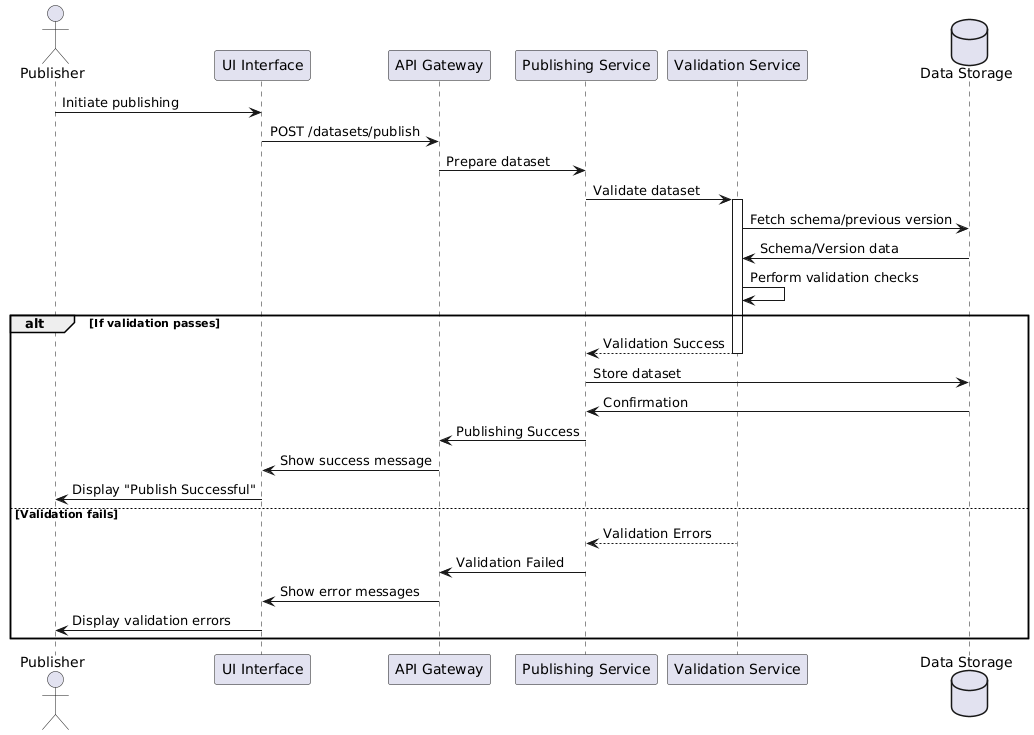 Publisher
UI Interface
API Gateway
Publishing Service
Validation Service
Data Storage
Initiate publishing
POST /datasets/publish
Prepare dataset
Validate dataset
Fetch schema/previous version
Schema/Version data
Perform validation checks
alt
[If validation passes]
Validation Success
Store dataset
Confirmation
Publishing Success
Show success message
Display "Publish Successful"
[Validation fails]
Validation Errors
Validation Failed
Show error messages
Display validation errors
Publisher
UI Interface
API Gateway
Publishing Service
Validation Service
Data Storage